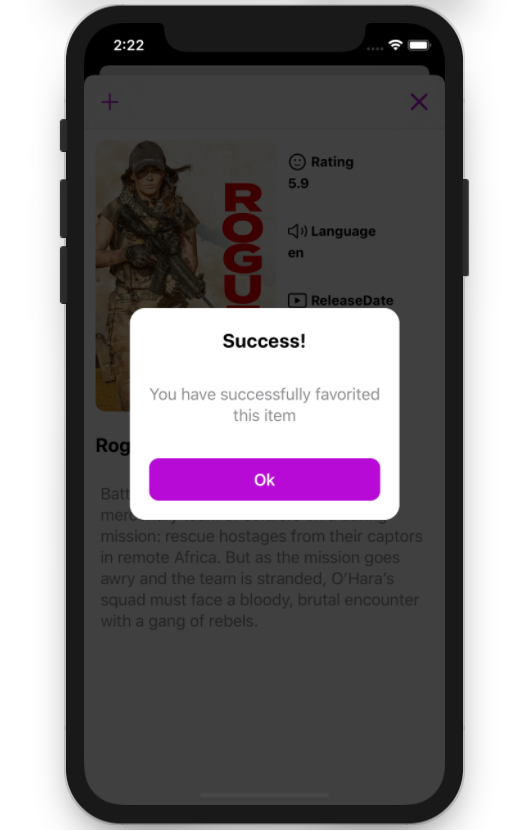 2:22
Rating
5.9
Language
en
ReleaseDate
ROGU
Success!
You have successfully favorited
this item
Ok
Rog
Batt
mission: rescue hostages from their captors
in remote Africa. But as the mission goes
awry and the team is stranded, O'Hara's
squad must face a bloody, brutal encounter
with a gang of rebels.